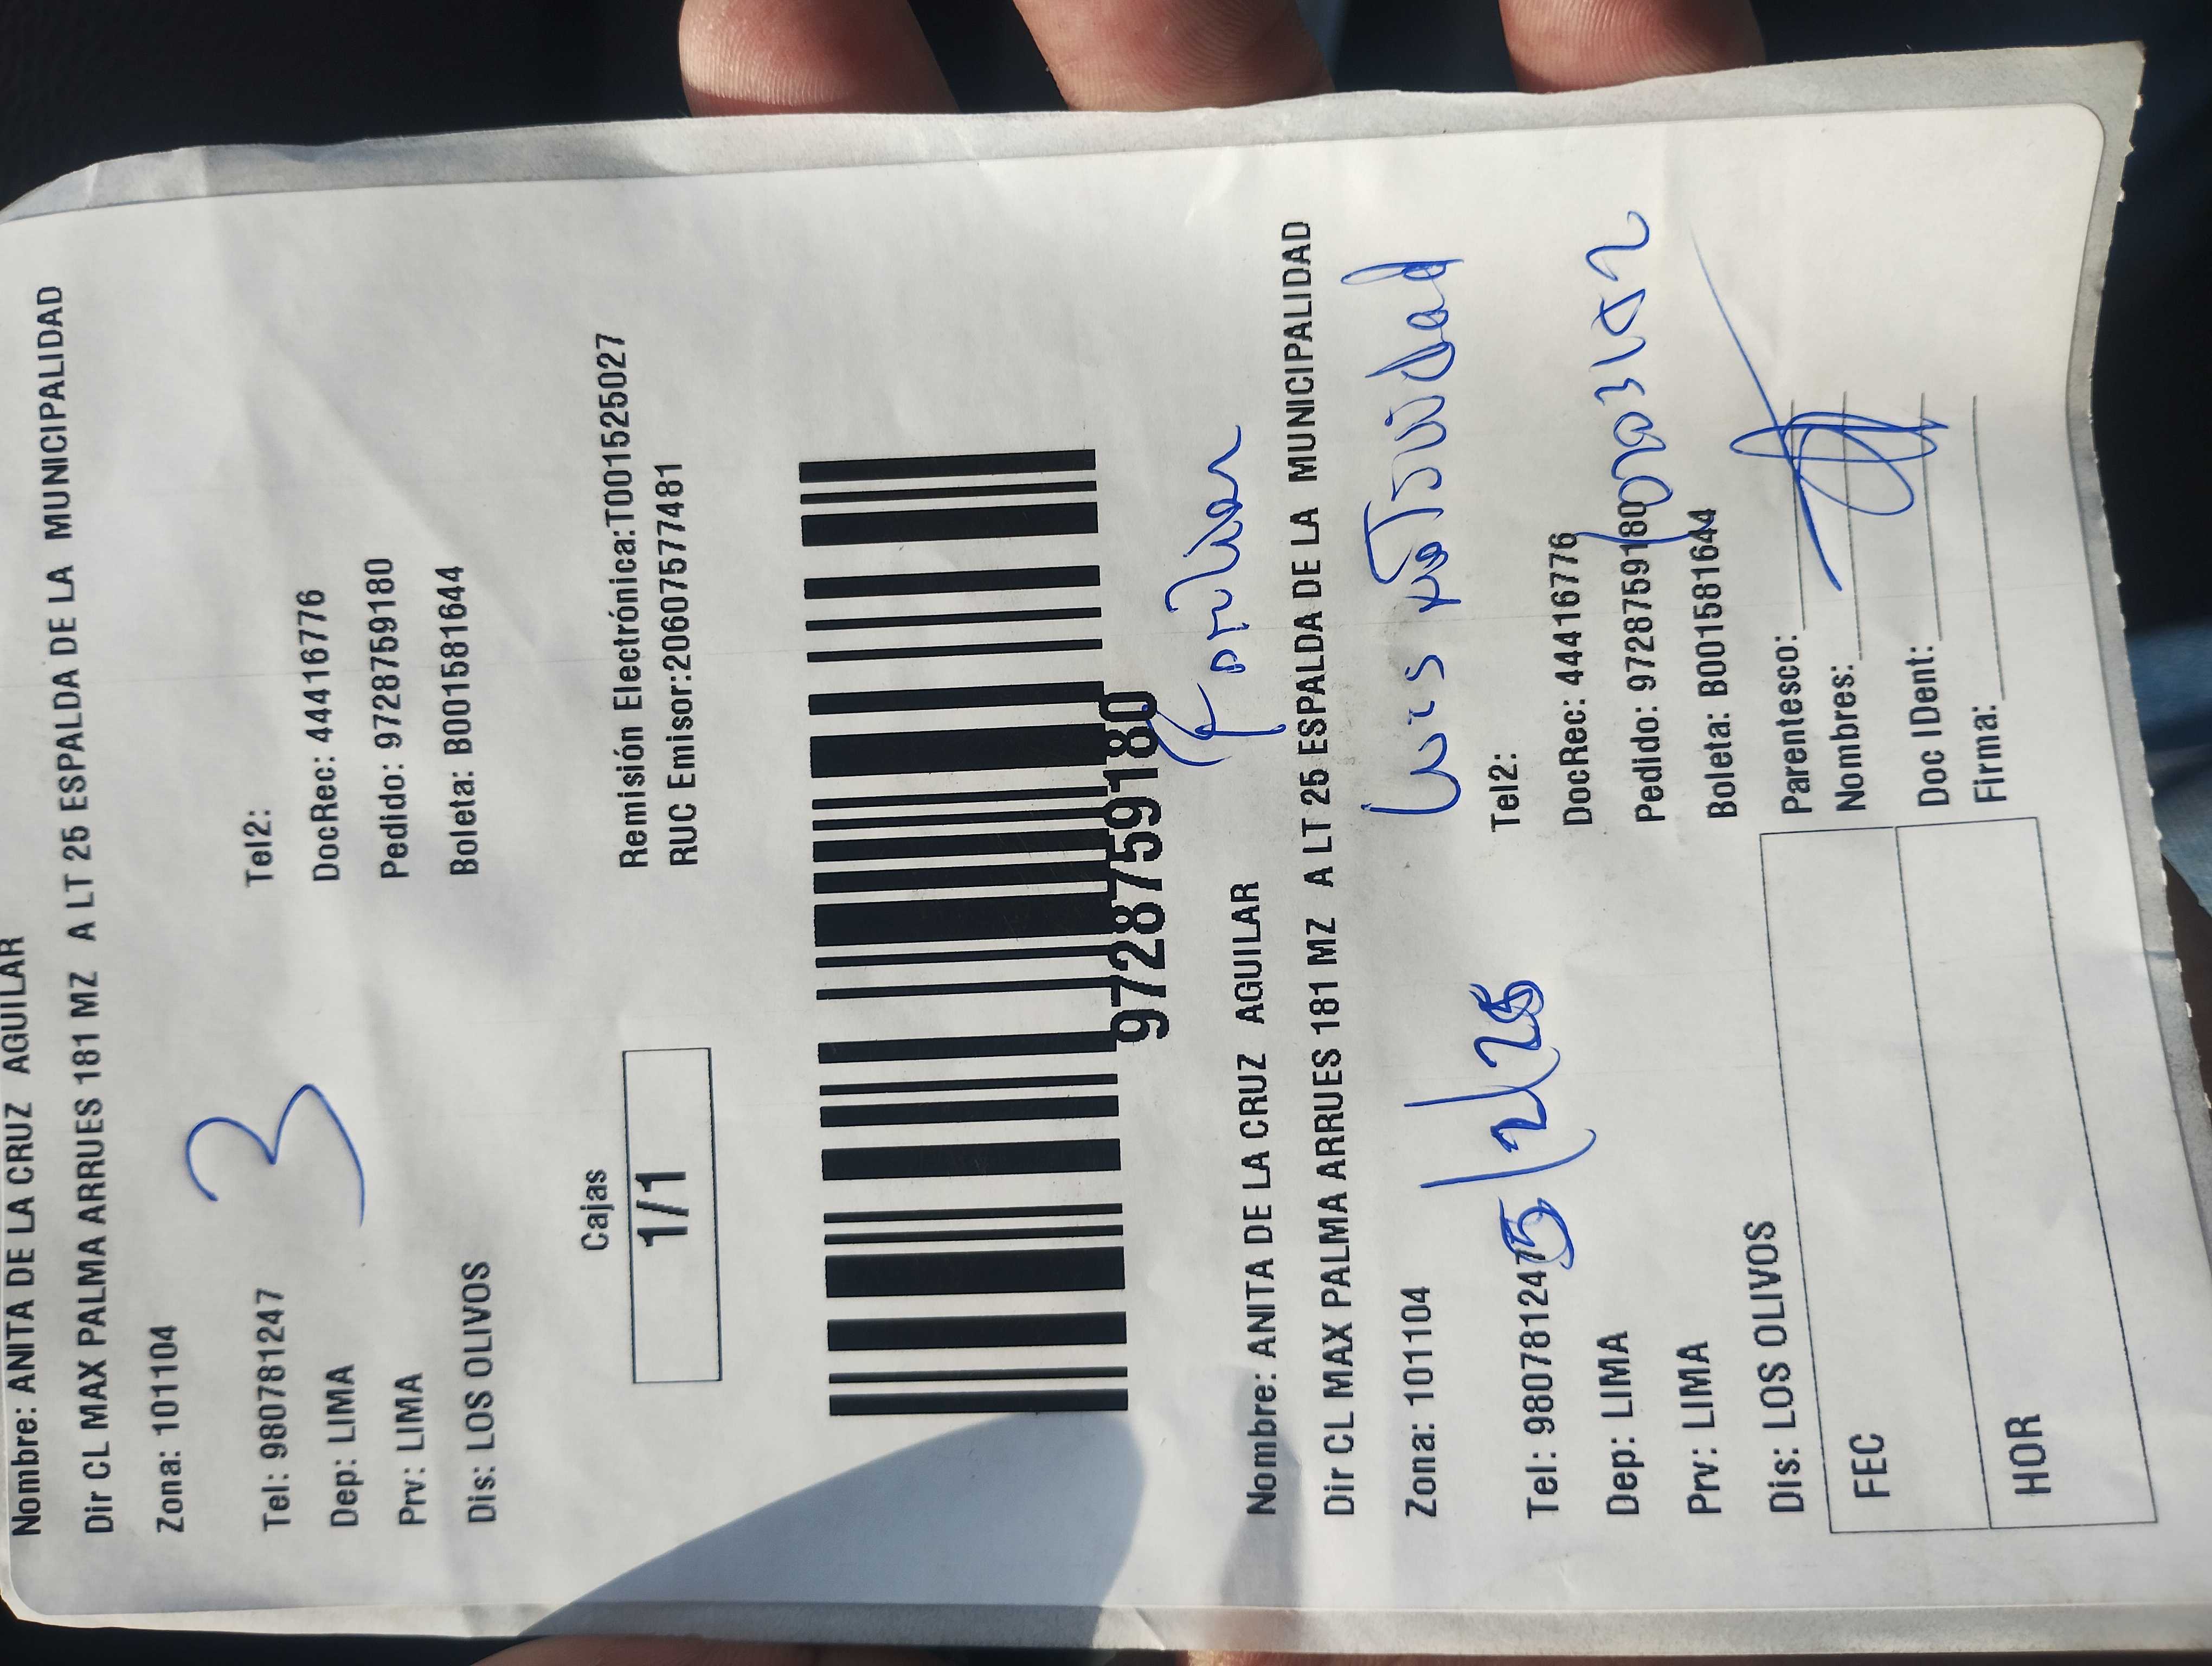 Nombre: ANITA DE LA CRUZ AGUILAR
Dir CL MAX PALMA ARRUES 181 MZ A LT 25 ESPALDA DE LA MUNICIPALIDAD
Zona: 101104
3
Tel: 980781247 Tel2:
Dep: LIMA DocRec: 44416776
Prv: LIMA Pedido: 9728759180
Dis: LOS OLIVOS Boleta: B001581644
Cajas
1/1
Remisión Electrónica:T001525027
RUC Emisor:20607577481
9728759180
Nombre: ANITA DE LA CRUZ AGUILAR
Dir CL MAX PALMA ARRUES 181 MZ A LT 25 ESPALDA DE LA MUNICIPALIDAD
Zona: 101104 Luis
Tel: 980781247 Tel2:
Dep: LIMA DocRec: 44416776
Prv: LIMA Pedido: 9728759180
Dis: LOS OLIVOS Boleta: B001581644
FEC Parentesco:
Nombres:
HOR Doc IDent:
Firma: